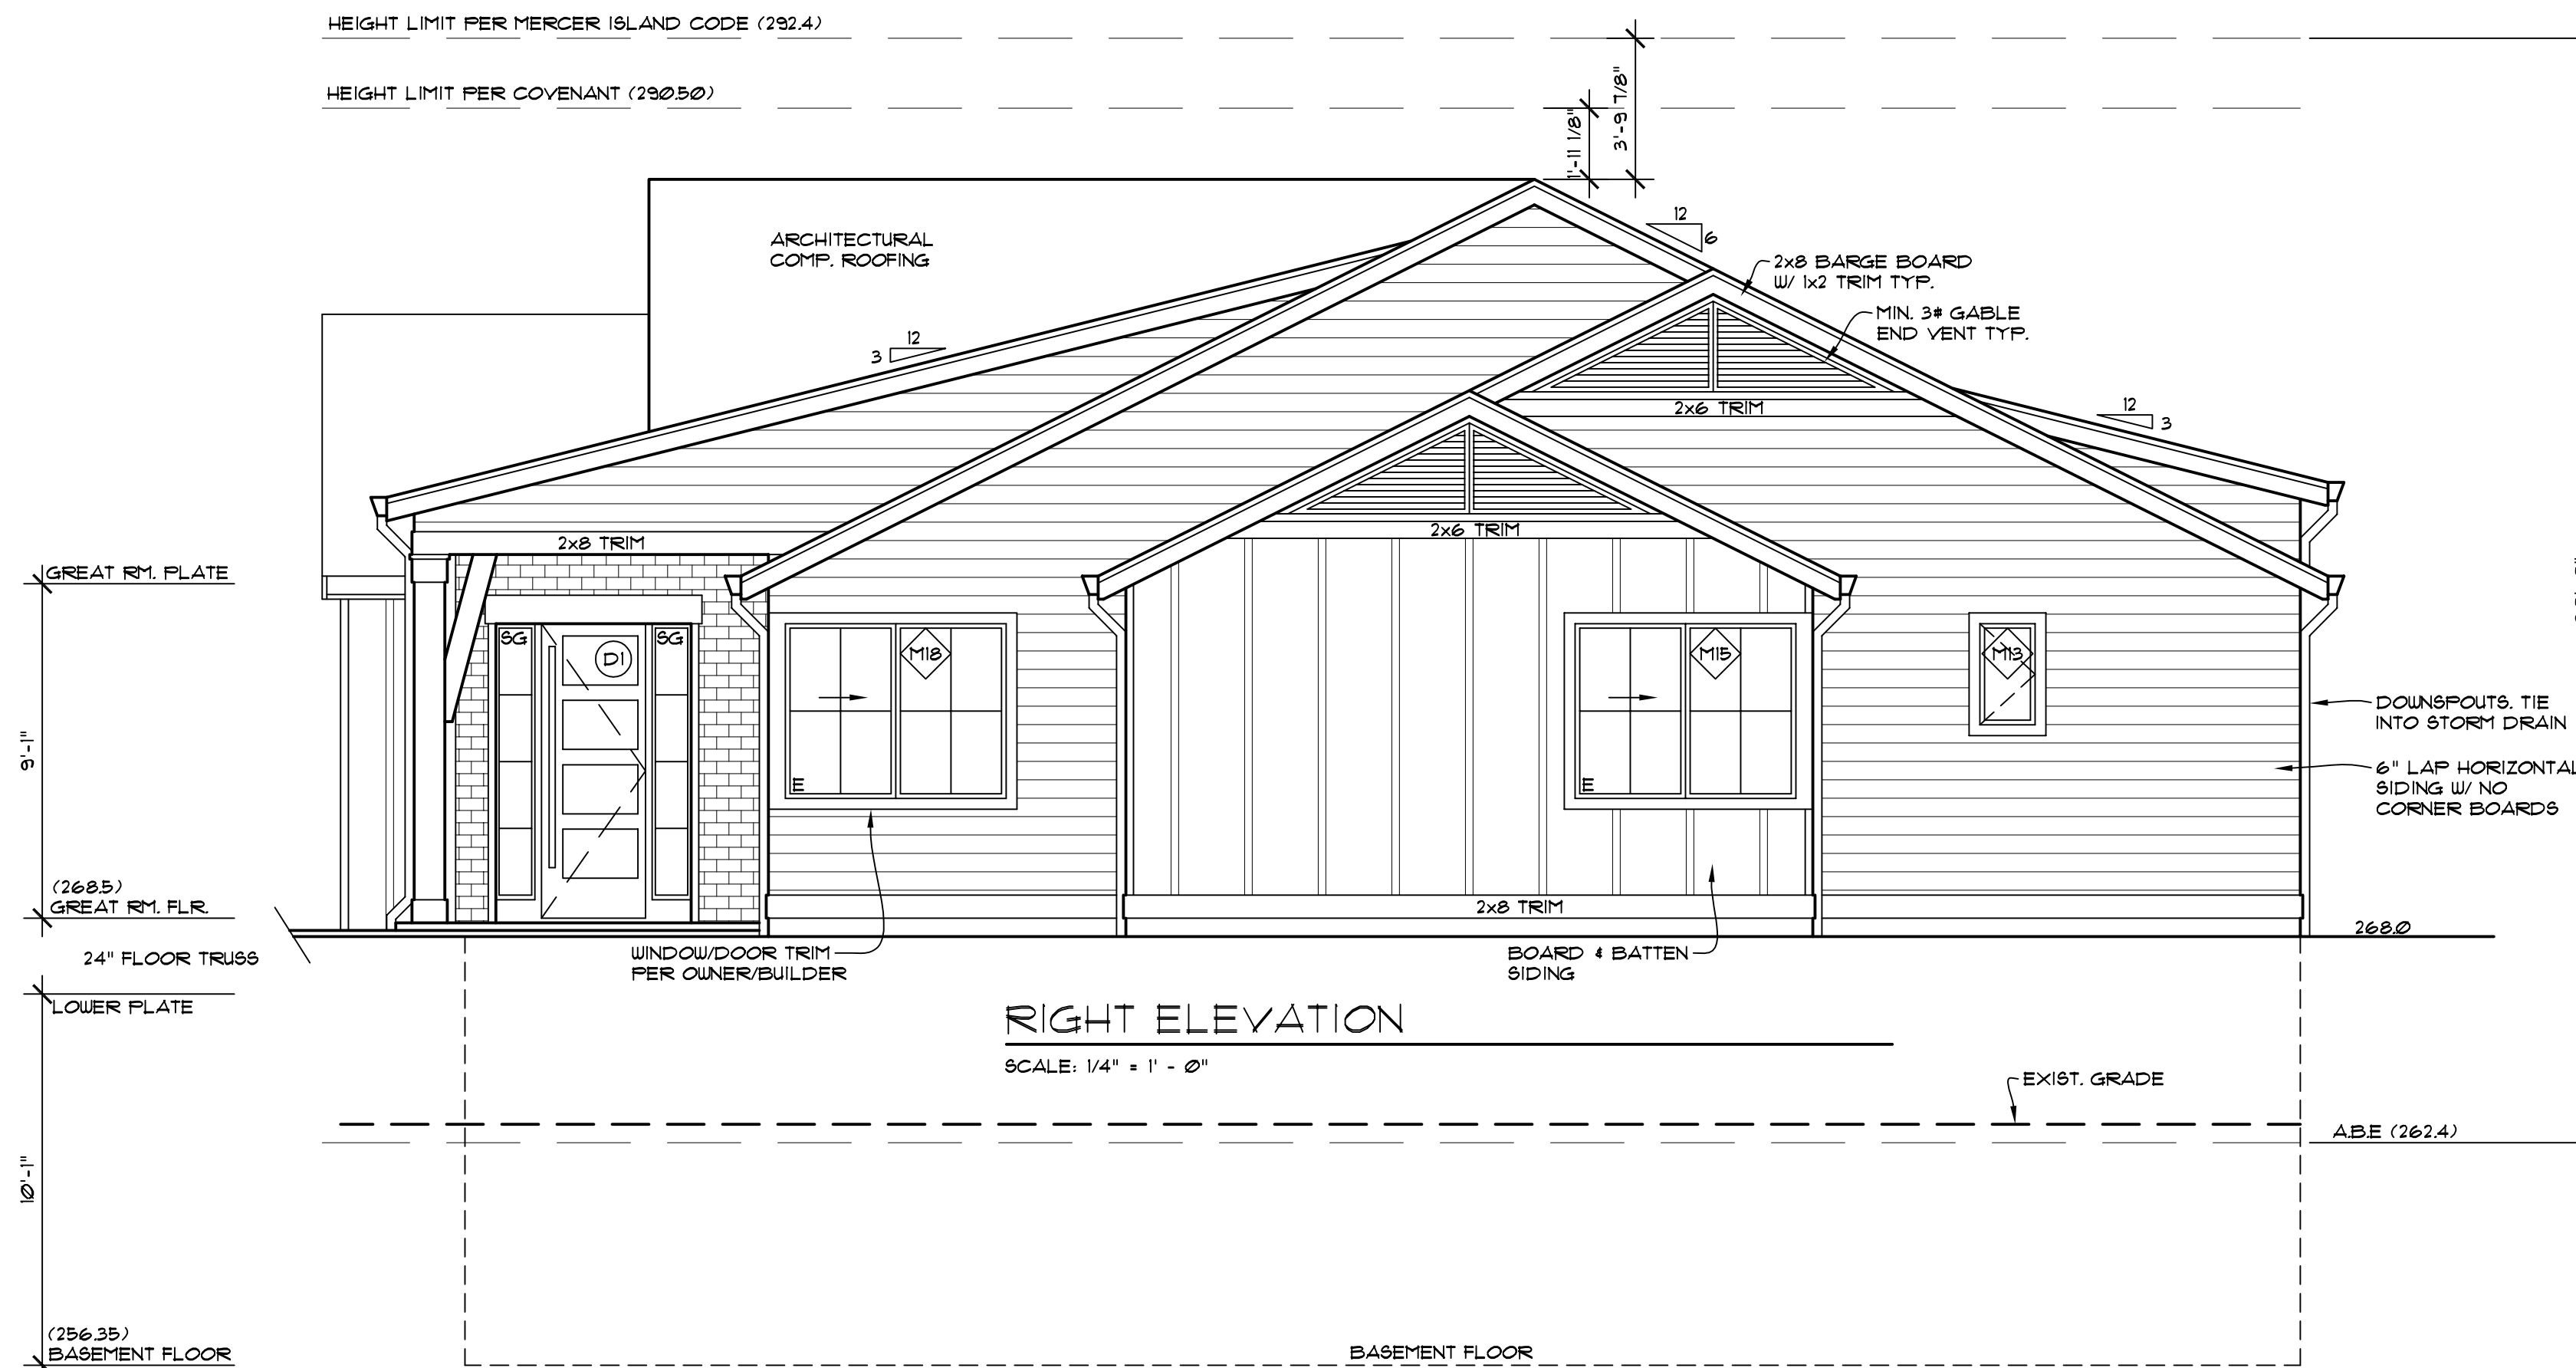 HEIGHT LIMIT PER MERCER ISLAND CODE (292.4)
HEIGHT LIMIT PER COVENANT (290.50)
1'-11 1/8"
3'-9 7/8"
12
6
ARCHITECTURAL
COMP. ROOFING
2x8 BARGE BOARD
W/ 1x2 TRIM TYP.
MIN. 3# GABLE
END VENT TYP.
12
3
2x6 TRIM
12
3
2x6 TRIM
2x8 TRIM
GREAT RM. PLATE
SG
D1
SG
M18
E
M15
E
M13
DOWNSPOUTS. TIE
INTO STORM DRAIN
6" LAP HORIZONTAL
SIDING W/ NO
CORNER BOARDS
9'-1"
(268.5)
GREAT RM. FLR.
2x8 TRIM
268.0
24" FLOOR TRUSS
WINDOW/DOOR TRIM
PER OWNER/BUILDER
BOARD & BATTEN
SIDING
LOWER PLATE
RIGHT ELEVATION
SCALE: 1/4" = 1' - 0"
EXIST. GRADE
A.B.E (262.4)
10'-1"
(256.35)
BASEMENT FLOOR
BASEMENT FLOOR